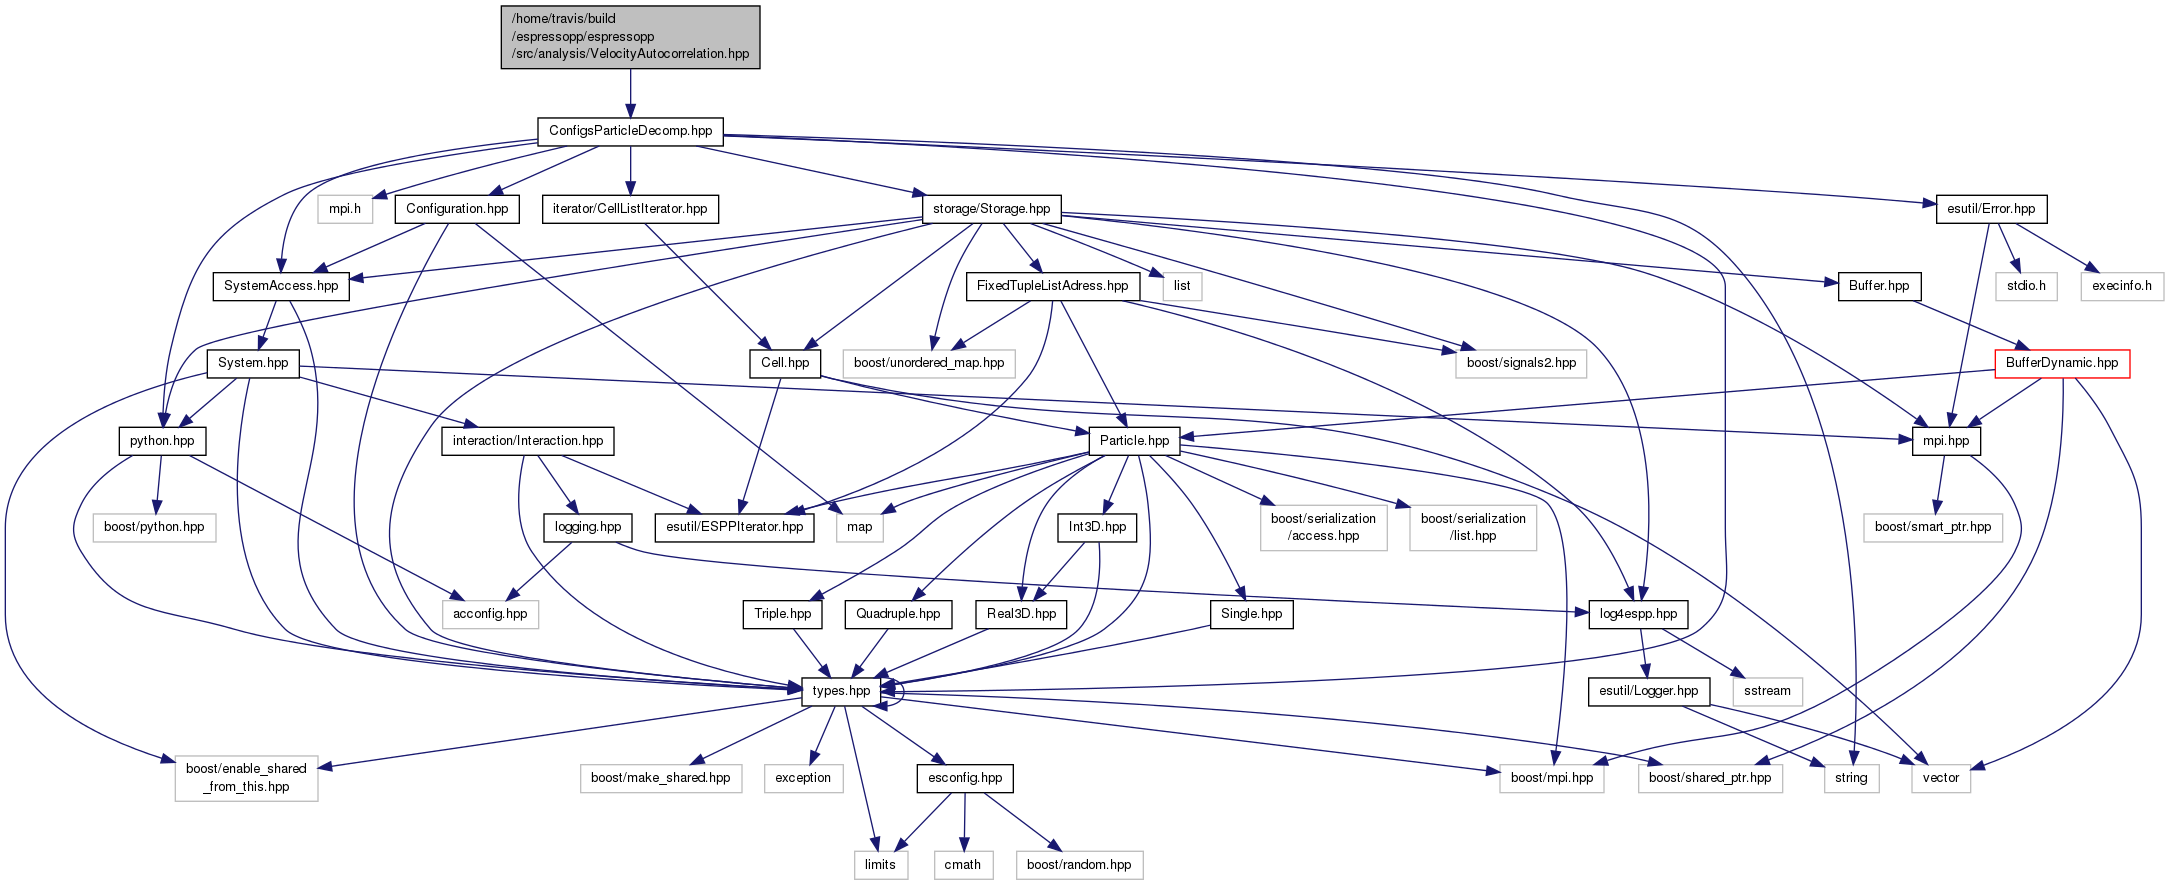 /home/travis/build
/espressopp/espressopp
/src/analysis/VelocityAutocorrelation.hpp
ConfigsParticleDecomp.hpp
mpi.h
Configuration.hpp
iterator/CellListIterator.hpp
storage/Storage.hpp
esutil/Error.hpp
SystemAccess.hpp
FixedTupleListAdress.hpp
list
Buffer.hpp
stdio.h
execinfo.h
System.hpp
Cell.hpp
boost/unordered_map.hpp
boost/signals2.hpp
BufferDynamic.hpp
python.hpp
interaction/Interaction.hpp
Particle.hpp
mpi.hpp
boost/python.hpp
logging.hpp
esutil/ESPPIterator.hpp
map
Int3D.hpp
boost/serialization
/access.hpp
boost/serialization
/list.hpp
boost/smart_ptr.hpp
acconfig.hpp
Triple.hpp
Quadruple.hpp
Real3D.hpp
Single.hpp
log4espp.hpp
types.hpp
esutil/Logger.hpp
sstream
boost/enable_shared
_from_this.hpp
boost/make_shared.hpp
exception
esconfig.hpp
boost/mpi.hpp
boost/shared_ptr.hpp
string
vector
limits
cmath
boost/random.hpp